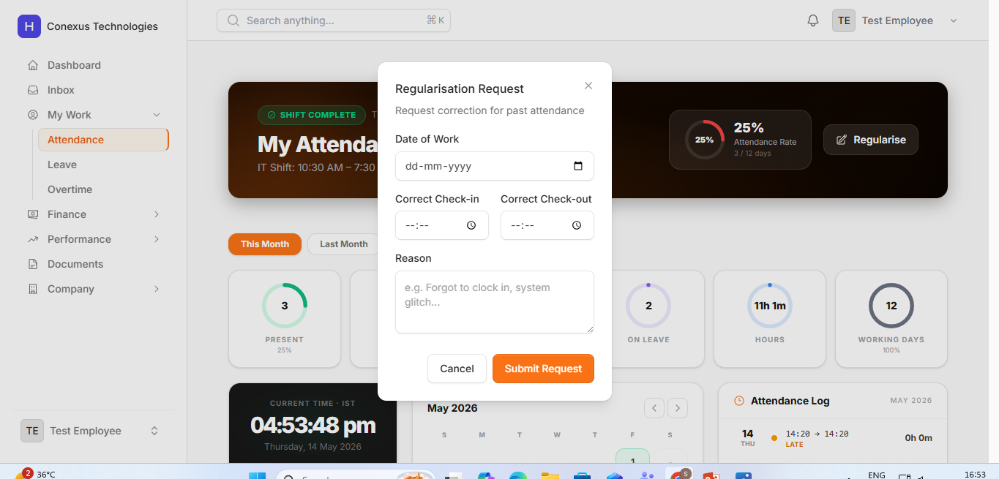 H Conexus Technologies
Search anything...
⌘ K
TE Test Employee
Dashboard
Inbox
My Work
Attendance
Leave
Overtime
Finance
Performance
Documents
Company
TE Test Employee
SHIFT COMPLETE
My Attenda
IT Shift: 10:30 AM – 7:30
25%
25%
Attendance Rate
3 / 12 days
Regularise
Regularisation Request
Request correction for past attendance
Date of Work
dd-mm-yyyy
Correct Check-in Correct Check-out
--:-- --:--
Reason
e.g. Forgot to clock in, system
glitch...
Cancel Submit Request
This Month Last Month
3
PRESENT
25%
2
ON LEAVE
11h 1m
HOURS
12
WORKING DAYS
100%
CURRENT TIME · IST
04:53:48 pm
Thursday, 14 May 2026
May 2026
S M T W T F S
1
Attendance Log MAY 2026
14 14:20 → 14:20 0h 0m
THU LATE
2 36°C
S
ENG 16:53